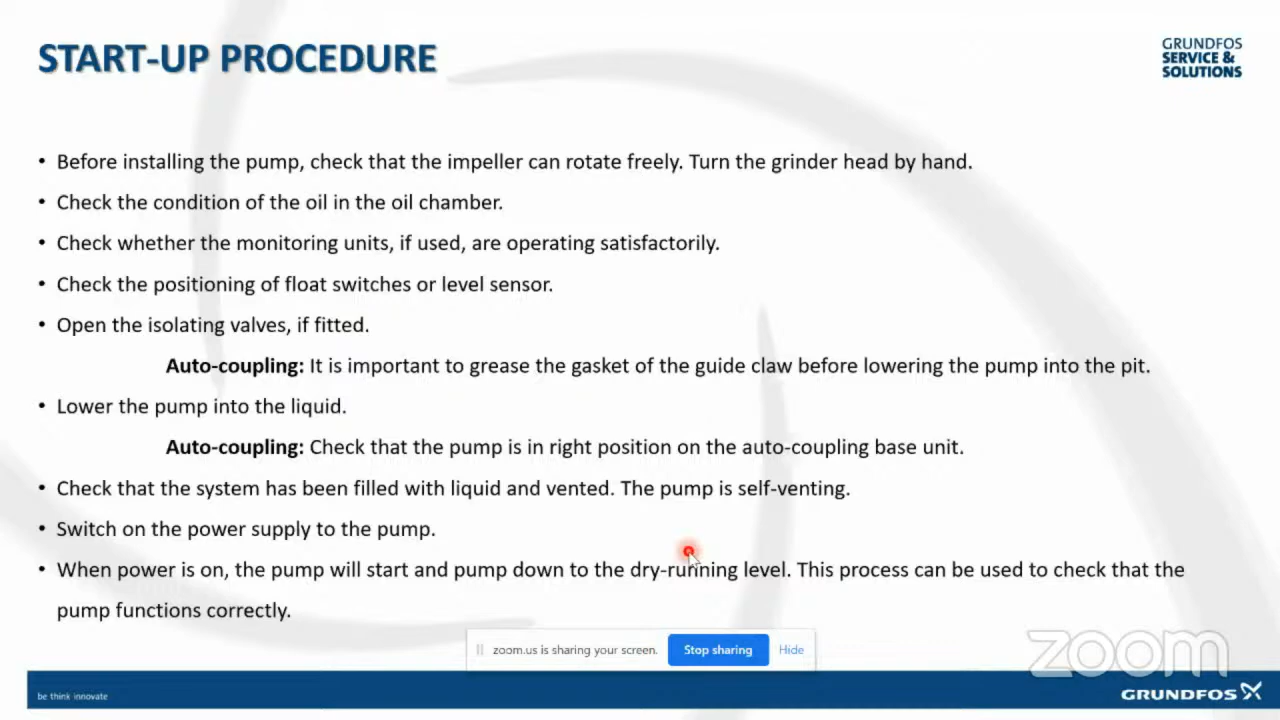 START-UP PROCEDURE
GRUNDFOS
SERVICE &
SOLUTIONS
• Before installing the pump, check that the impeller can rotate freely. Turn the grinder head by hand.
• Check the condition of the oil in the oil chamber.
• Check whether the monitoring units, if used, are operating satisfactorily.
• Check the positioning of float switches or level sensor.
• Open the isolating valves, if fitted.
Auto-coupling: It is important to grease the gasket of the guide claw before lowering the pump into the pit.
• Lower the pump into the liquid.
Auto-coupling: Check that the pump is in right position on the auto-coupling base unit.
• Check that the system has been filled with liquid and vented. The pump is self-venting.
• Switch on the power supply to the pump.
• When power is on, the pump will start and pump down to the dry-running level. This process can be used to check that the
pump functions correctly.
zoom.us is sharing your screen. Stop sharing Hide
zoom
be think innovate
GRUNDFOS